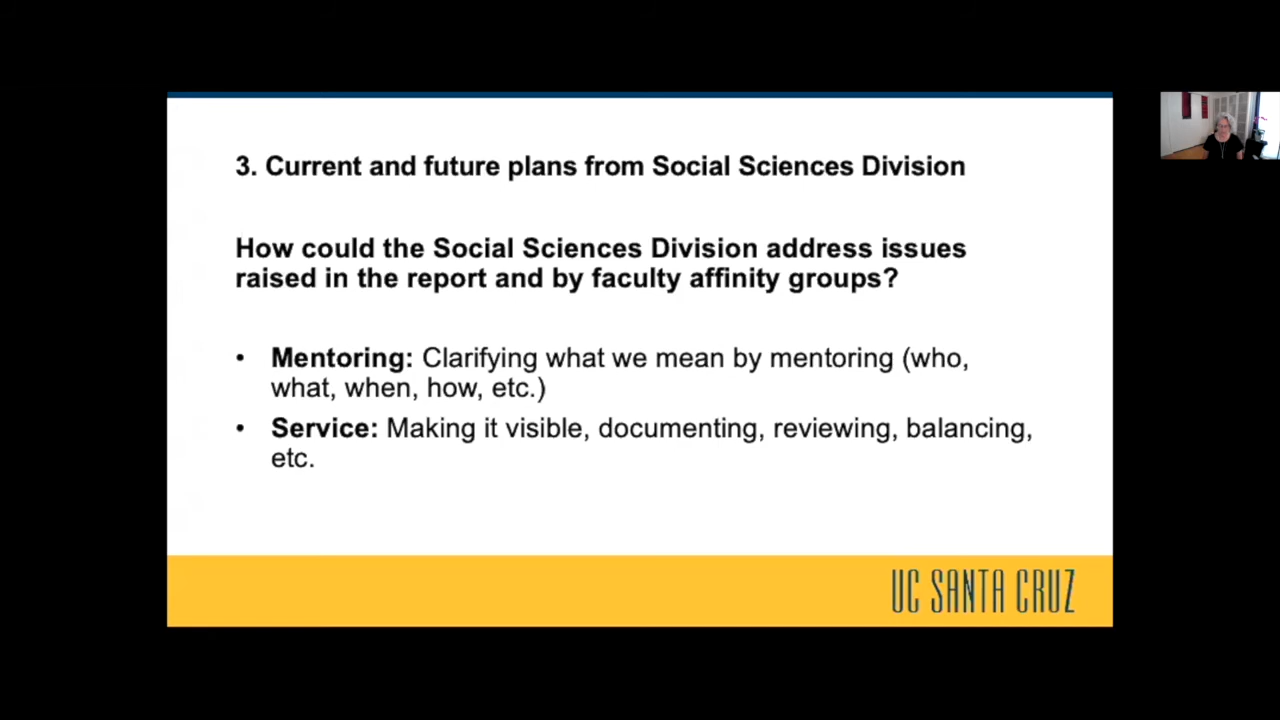 3. Current and future plans from Social Sciences Division
How could the Social Sciences Division address issues
raised in the report and by faculty affinity groups?
• Mentoring: Clarifying what we mean by mentoring (who,
what, when, how, etc.)
• Service: Making it visible, documenting, reviewing, balancing,
etc.
UC SANTA CRUZ